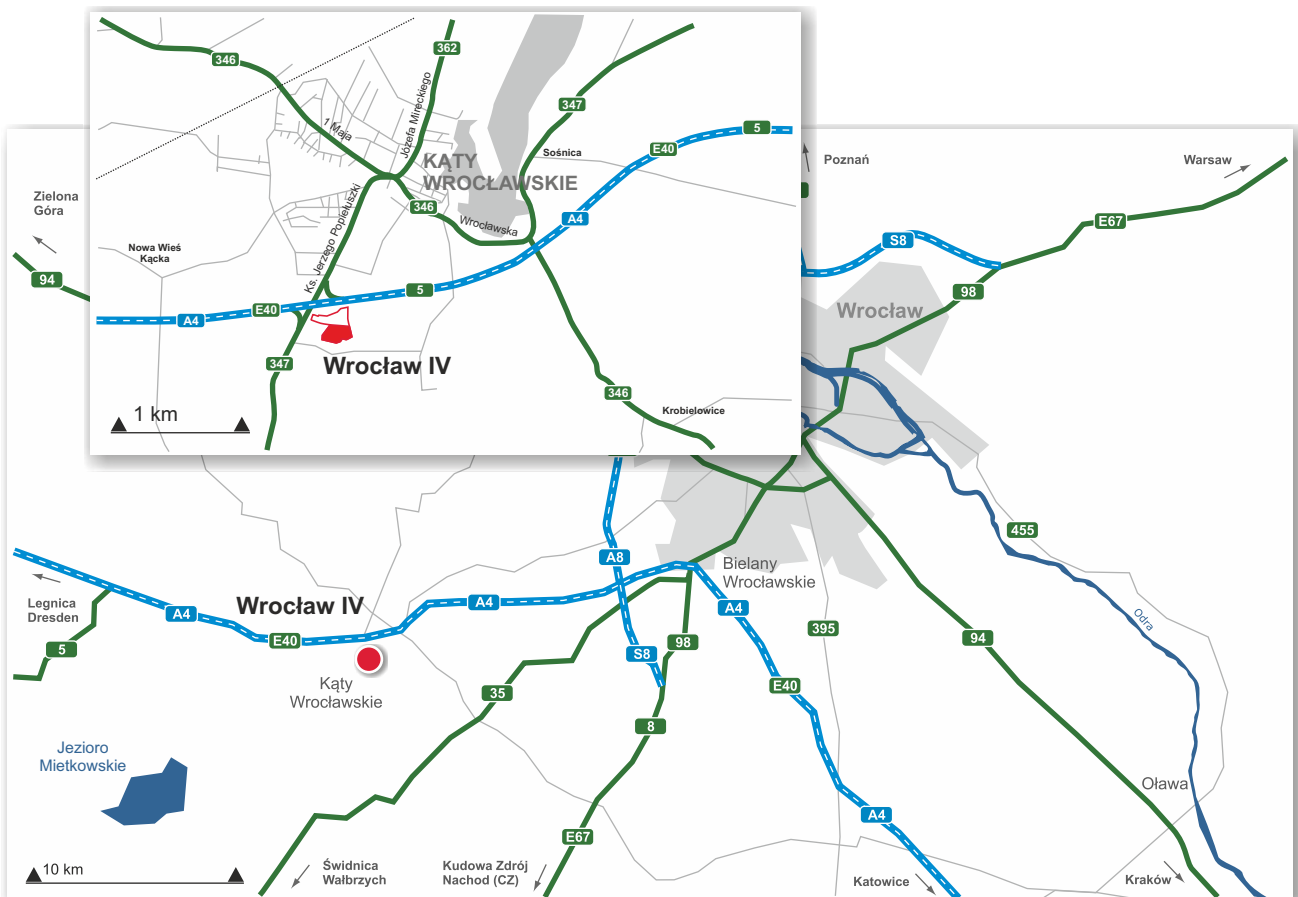 362
346
347
5
1 Maja
Józefa Mireckiego
E40
Sośnica
KĄTY
WROCŁAWSKIE
Poznań
Warsaw
Zielona
Góra
Ks. Jerzego Popiełuszki
346
Wrocławska
A4
E67
S8
Nowa Wieś
Kącka
94
5
98
E40
A4
Wrocław
347
Wrocław IV
346
1 km
Krobielowice
455
A8
Bielany
Wrocławskie
Legnica
Dresden
A4
Wrocław IV
A4
A4
Odra
E40
395
94
5
98
S8
Kąty
Wrocławskie
35
E40
8
Jezioro
Mietkowskie
Oława
A4
E67
10 km
Świdnica
Wałbrzych
Kudowa Zdrój
Nachod (CZ)
Katowice
Kraków